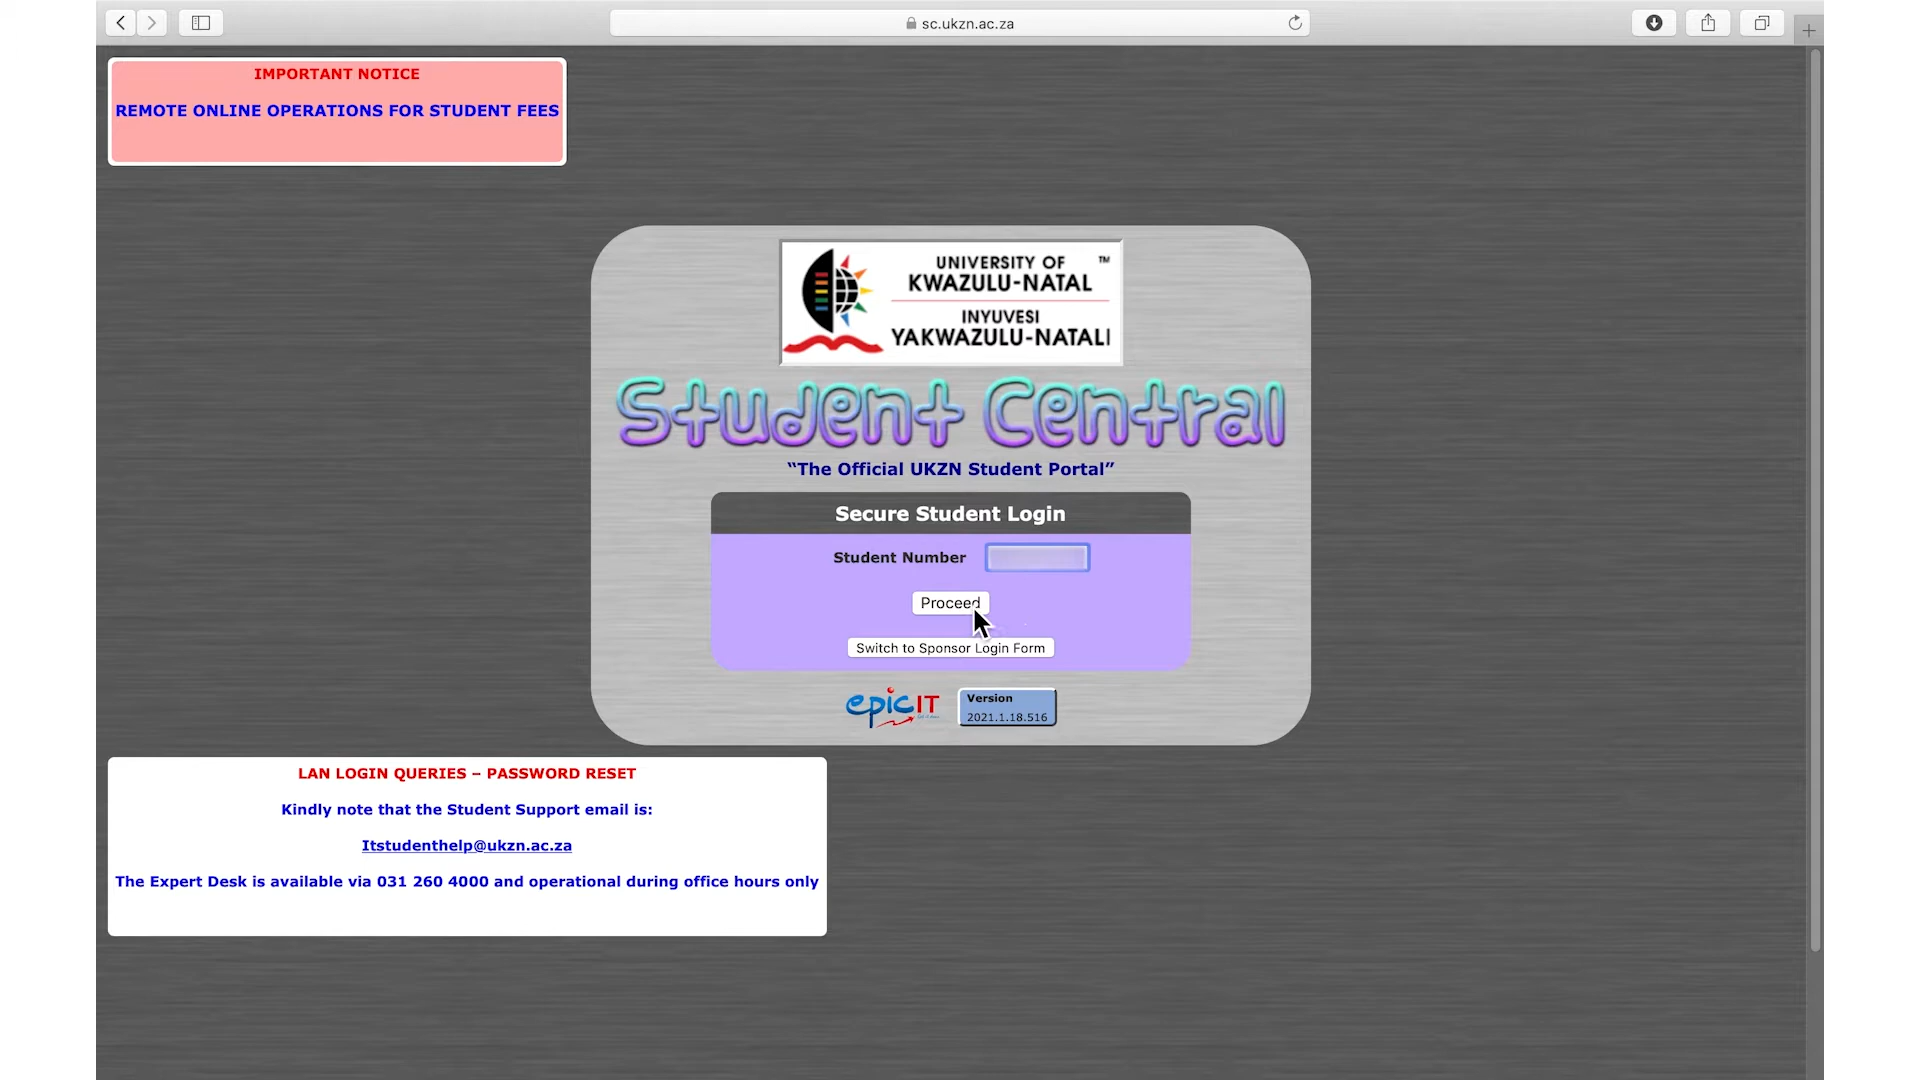 sc.ukzn.ac.za
IMPORTANT NOTICE
REMOTE ONLINE OPERATIONS FOR STUDENT FEES
UNIVERSITY OF ™
KWAZULU-NATAL
INYUVESI
YAKWAZULU-NATALI
Student Central
“The Official UKZN Student Portal”
Secure Student Login
Student Number
Proceed
Switch to Sponsor Login Form
epicIT
Version
2021.1.18.516
LAN LOGIN QUERIES – PASSWORD RESET
Kindly note that the Student Support email is:
Itstudenthelp@ukzn.ac.za
The Expert Desk is available via 031 260 4000 and operational during office hours only